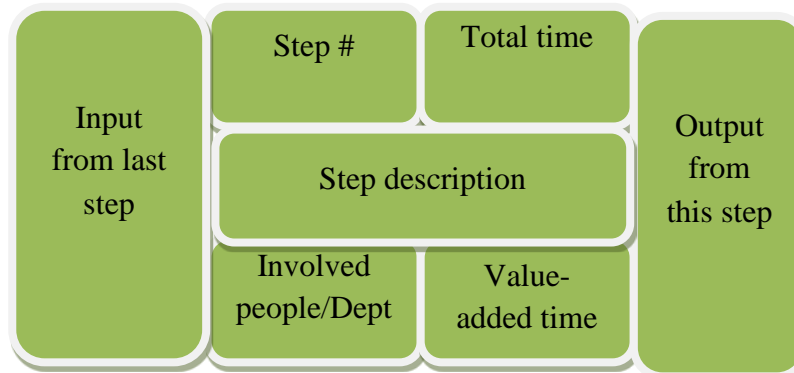 Input
from last
step
Step #
Total time
Step description
Involved
people/Dept
Value-
added time
Output
from
this step